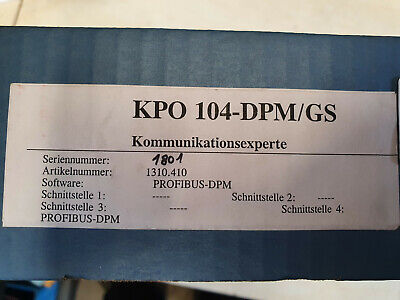 KPO 104-DPM/GS
Kommunikationsexperte
Seriennummer: 1801
Artikelnummer: 1310.410
Software: PROFIBUS-DPM
Schnittstelle 1: ----- Schnittstelle 2: -----
Schnittstelle 3: ----- Schnittstelle 4:
PROFIBUS-DPM